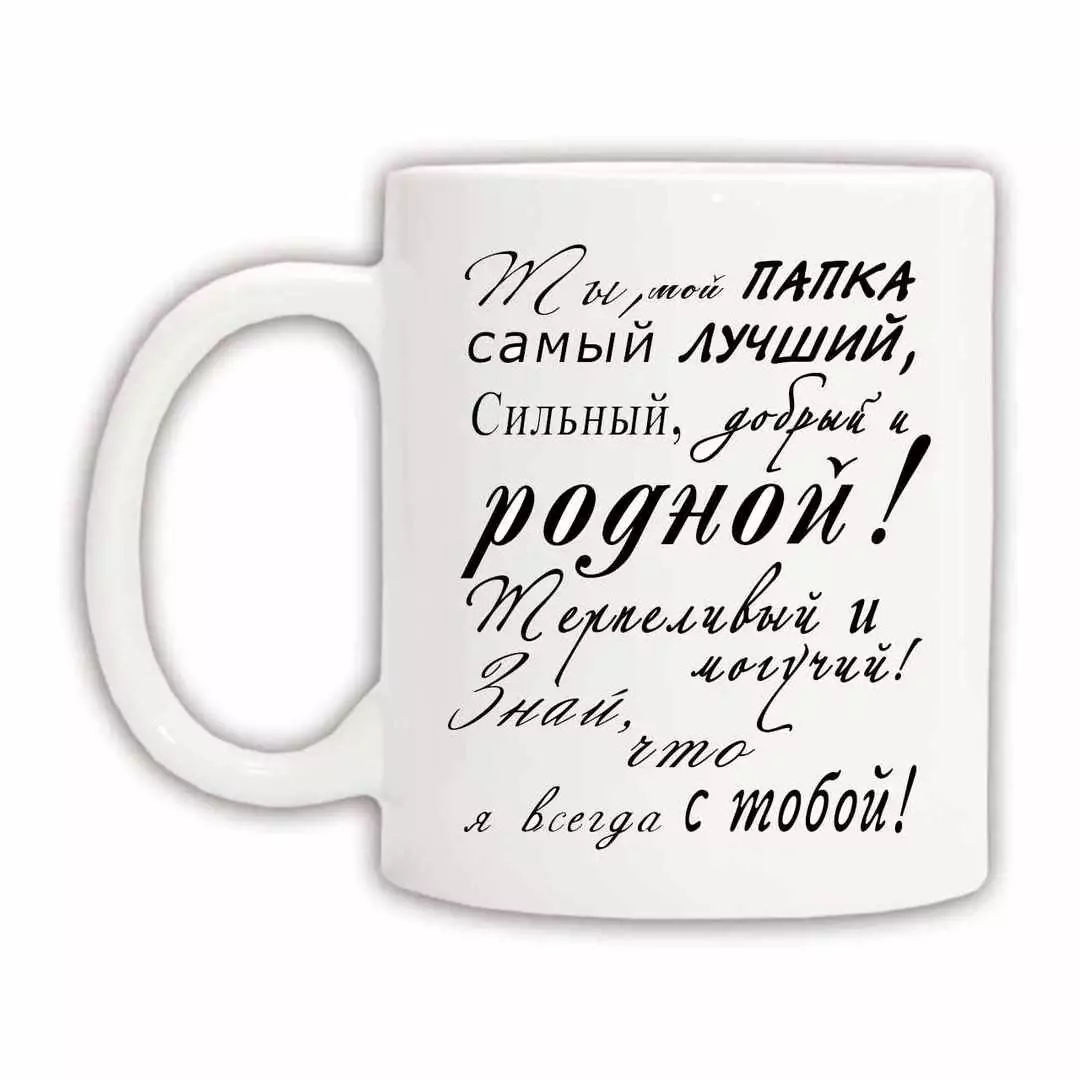 Ты, мой ПАПКА
самый ЛУЧШИЙ,
Сильный, добрый и
родной!
Терпеливый и
могучий!
Знай,
что
я всегда с тобой!